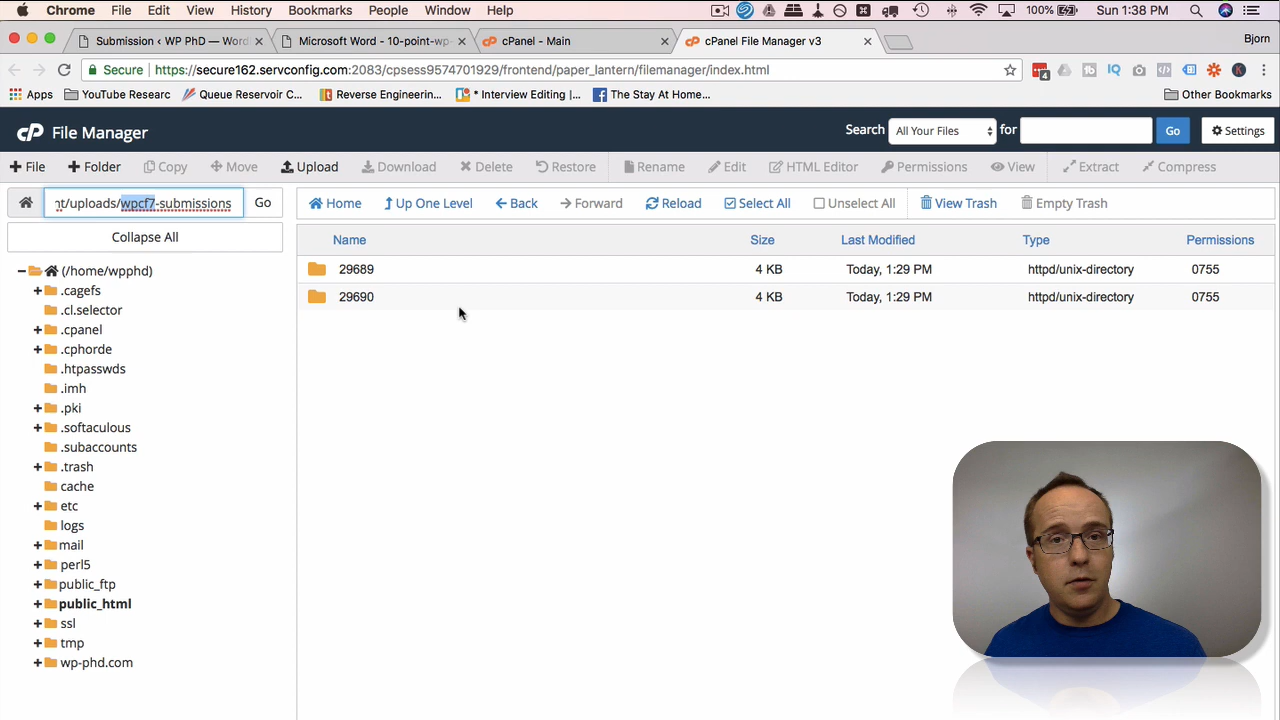 Chrome File Edit View History Bookmarks People Window Help 100% Sun 1:38 PM
Submission ‹ WP PhD — Word Microsoft Word - 10-point-wp- cPanel - Main cPanel File Manager v3 Bjorn
Secure https://secure162.servconfig.com:2083/cpsess9574701929/frontend/paper_lantern/filemanager/index.html 4 K
Apps YouTube Researc Queue Reservoir C... Reverse Engineerin... * Interview Editing |... The Stay At Home... Other Bookmarks
cP File Manager Search All Your Files for Go Settings
File Folder Copy Move Upload Download Delete Restore Rename Edit HTML Editor Permissions View Extract Compress
nt/uploads/wpcf7-submissions Go Home Up One Level Back Forward Reload Select All Unselect All View Trash Empty Trash
Collapse All
Name Size Last Modified Type Permissions
29689 4 KB Today, 1:29 PM httpd/unix-directory 0755
29690 4 KB Today, 1:29 PM httpd/unix-directory 0755
(/home/wpphd)
.cagefs
.cl.selector
.cpanel
.cphorde
.htpasswds
.imh
.pki
.softaculous
.subaccounts
.trash
cache
etc
logs
mail
perl5
public_ftp
public_html
ssl
tmp
wp-phd.com